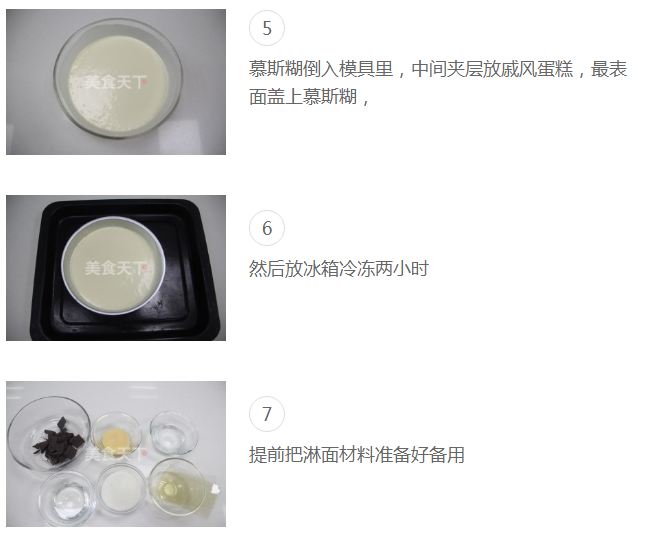 美食天下
5
慕斯糊倒入模具里，中间夹层放戚风蛋糕，最表
面盖上慕斯糊，
美食天下
6
然后放冰箱冷冻两小时
美食天下
7
提前把淋面材料准备好备用